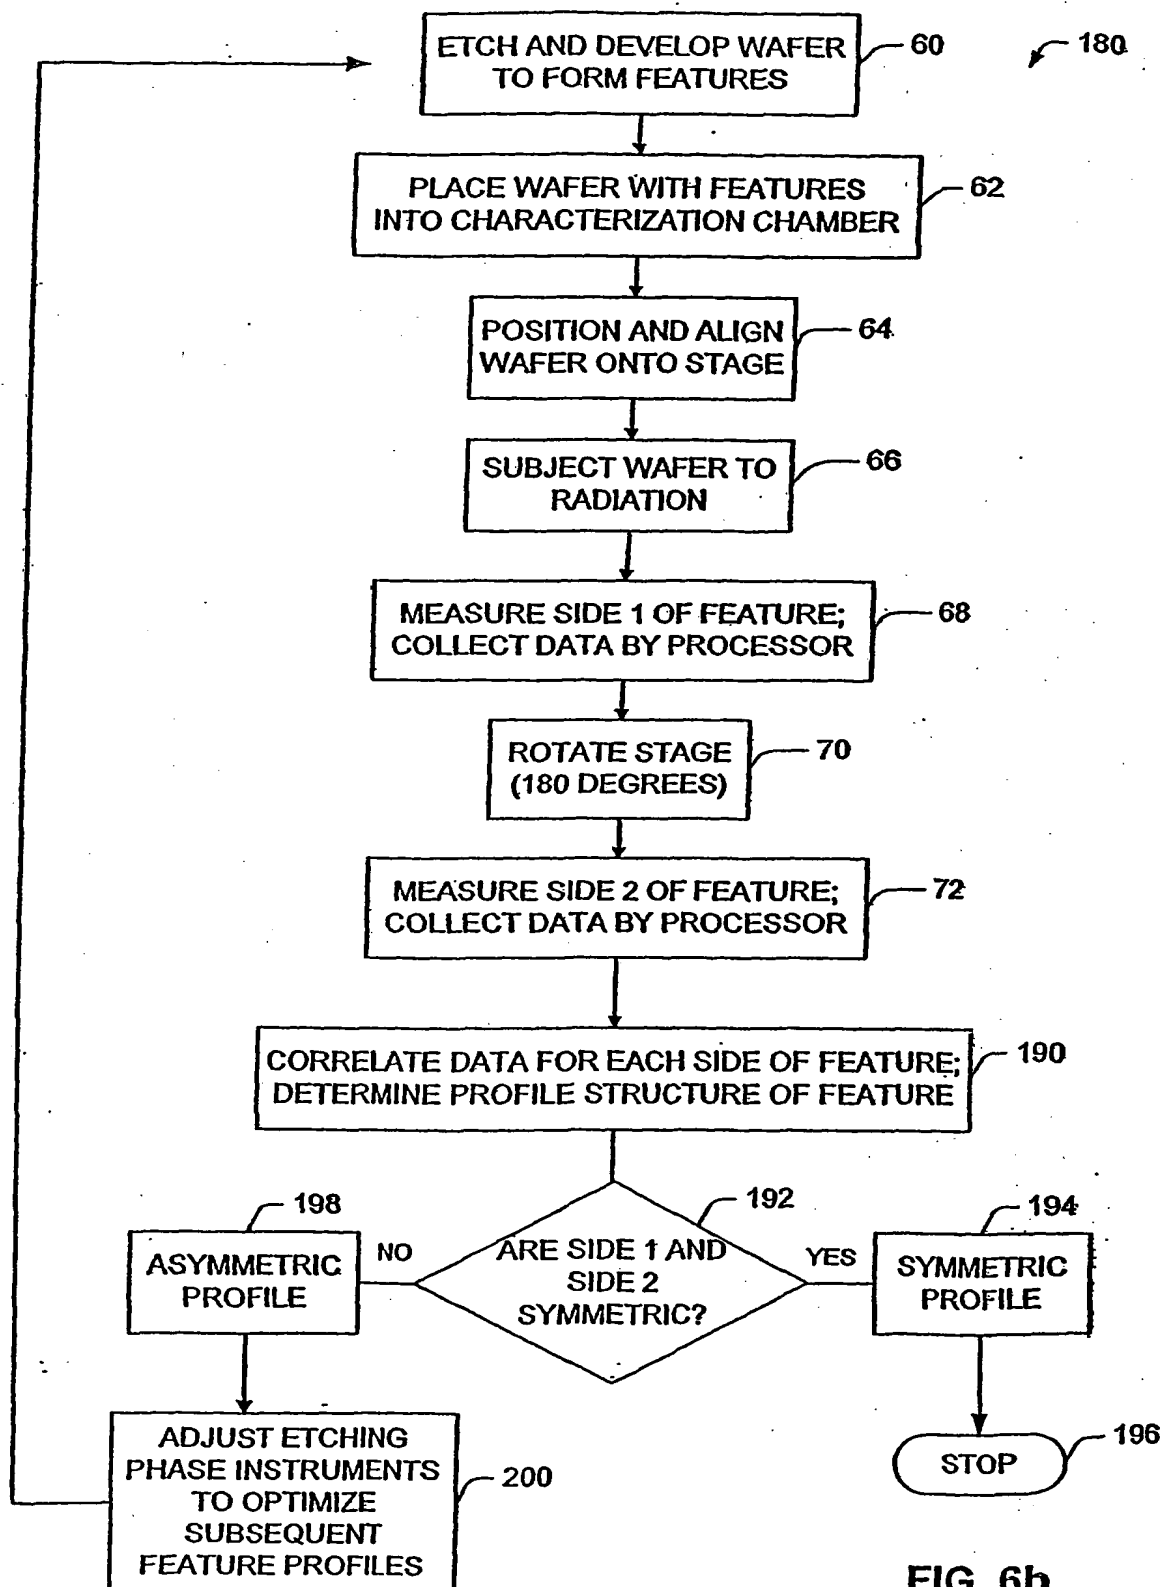 ETCH AND DEVELOP WAFER
TO FORM FEATURES
60
180
PLACE WAFER WITH FEATURES
INTO CHARACTERIZATION CHAMBER
62
POSITION AND ALIGN
WAFER ONTO STAGE
64
SUBJECT WAFER TO
RADIATION
66
MEASURE SIDE 1 OF FEATURE;
COLLECT DATA BY PROCESSOR
68
ROTATE STAGE
(180 DEGREES)
70
MEASURE SIDE 2 OF FEATURE;
COLLECT DATA BY PROCESSOR
72
CORRELATE DATA FOR EACH SIDE OF FEATURE;
DETERMINE PROFILE STRUCTURE OF FEATURE
190
192
ARE SIDE 1 AND
SIDE 2
SYMMETRIC?
NO
YES
198
ASYMMETRIC
PROFILE
194
SYMMETRIC
PROFILE
ADJUST ETCHING
PHASE INSTRUMENTS
TO OPTIMIZE
SUBSEQUENT
FEATURE PROFILES
200
STOP
196
FIG. 6b